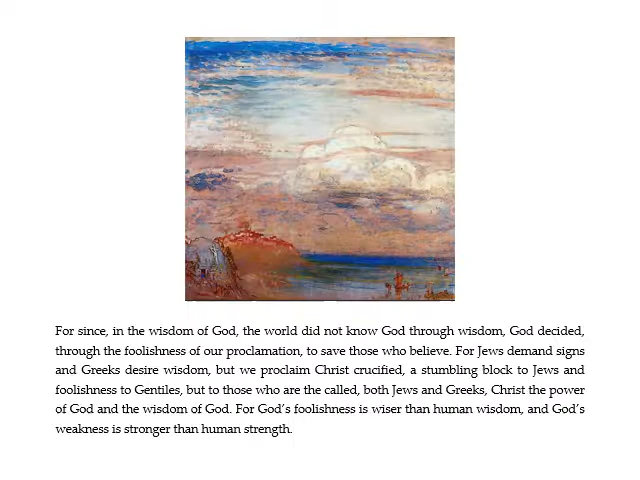 For since, in the wisdom of God, the world did not know God through wisdom, God decided,
through the foolishness of our proclamation, to save those who believe. For Jews demand signs
and Greeks desire wisdom, but we proclaim Christ crucified, a stumbling block to Jews and
foolishness to Gentiles, but to those who are the called, both Jews and Greeks, Christ the power
of God and the wisdom of God. For God’s foolishness is wiser than human wisdom, and God’s
weakness is stronger than human strength.